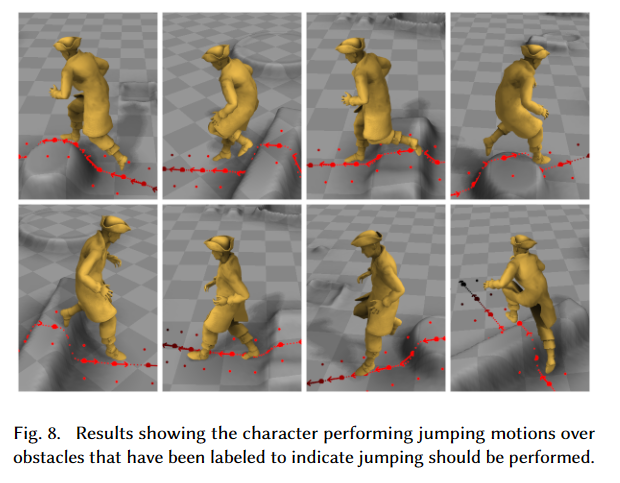 Fig. 8. Results showing the character performing jumping motions over
obstacles that have been labeled to indicate jumping should be performed.